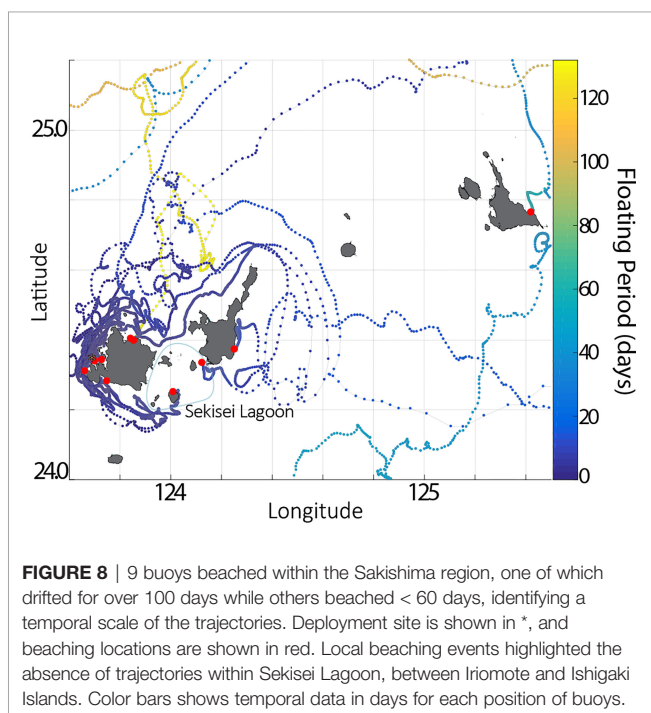 25.0
24.0
Latitude
124
125
Longitude
Sekisei Lagoon
120
100
80
60
40
20
0
Floating Period (days)
FIGURE 8 | 9 buoys beached within the Sakishima region, one of which
drifted for over 100 days while others beached < 60 days, identifying a
temporal scale of the trajectories. Deployment site is shown in *, and
beaching locations are shown in red. Local beaching events highlighted the
absence of trajectories within Sekisei Lagoon, between Iriomote and Ishigaki
Islands. Color bars shows temporal data in days for each position of buoys.